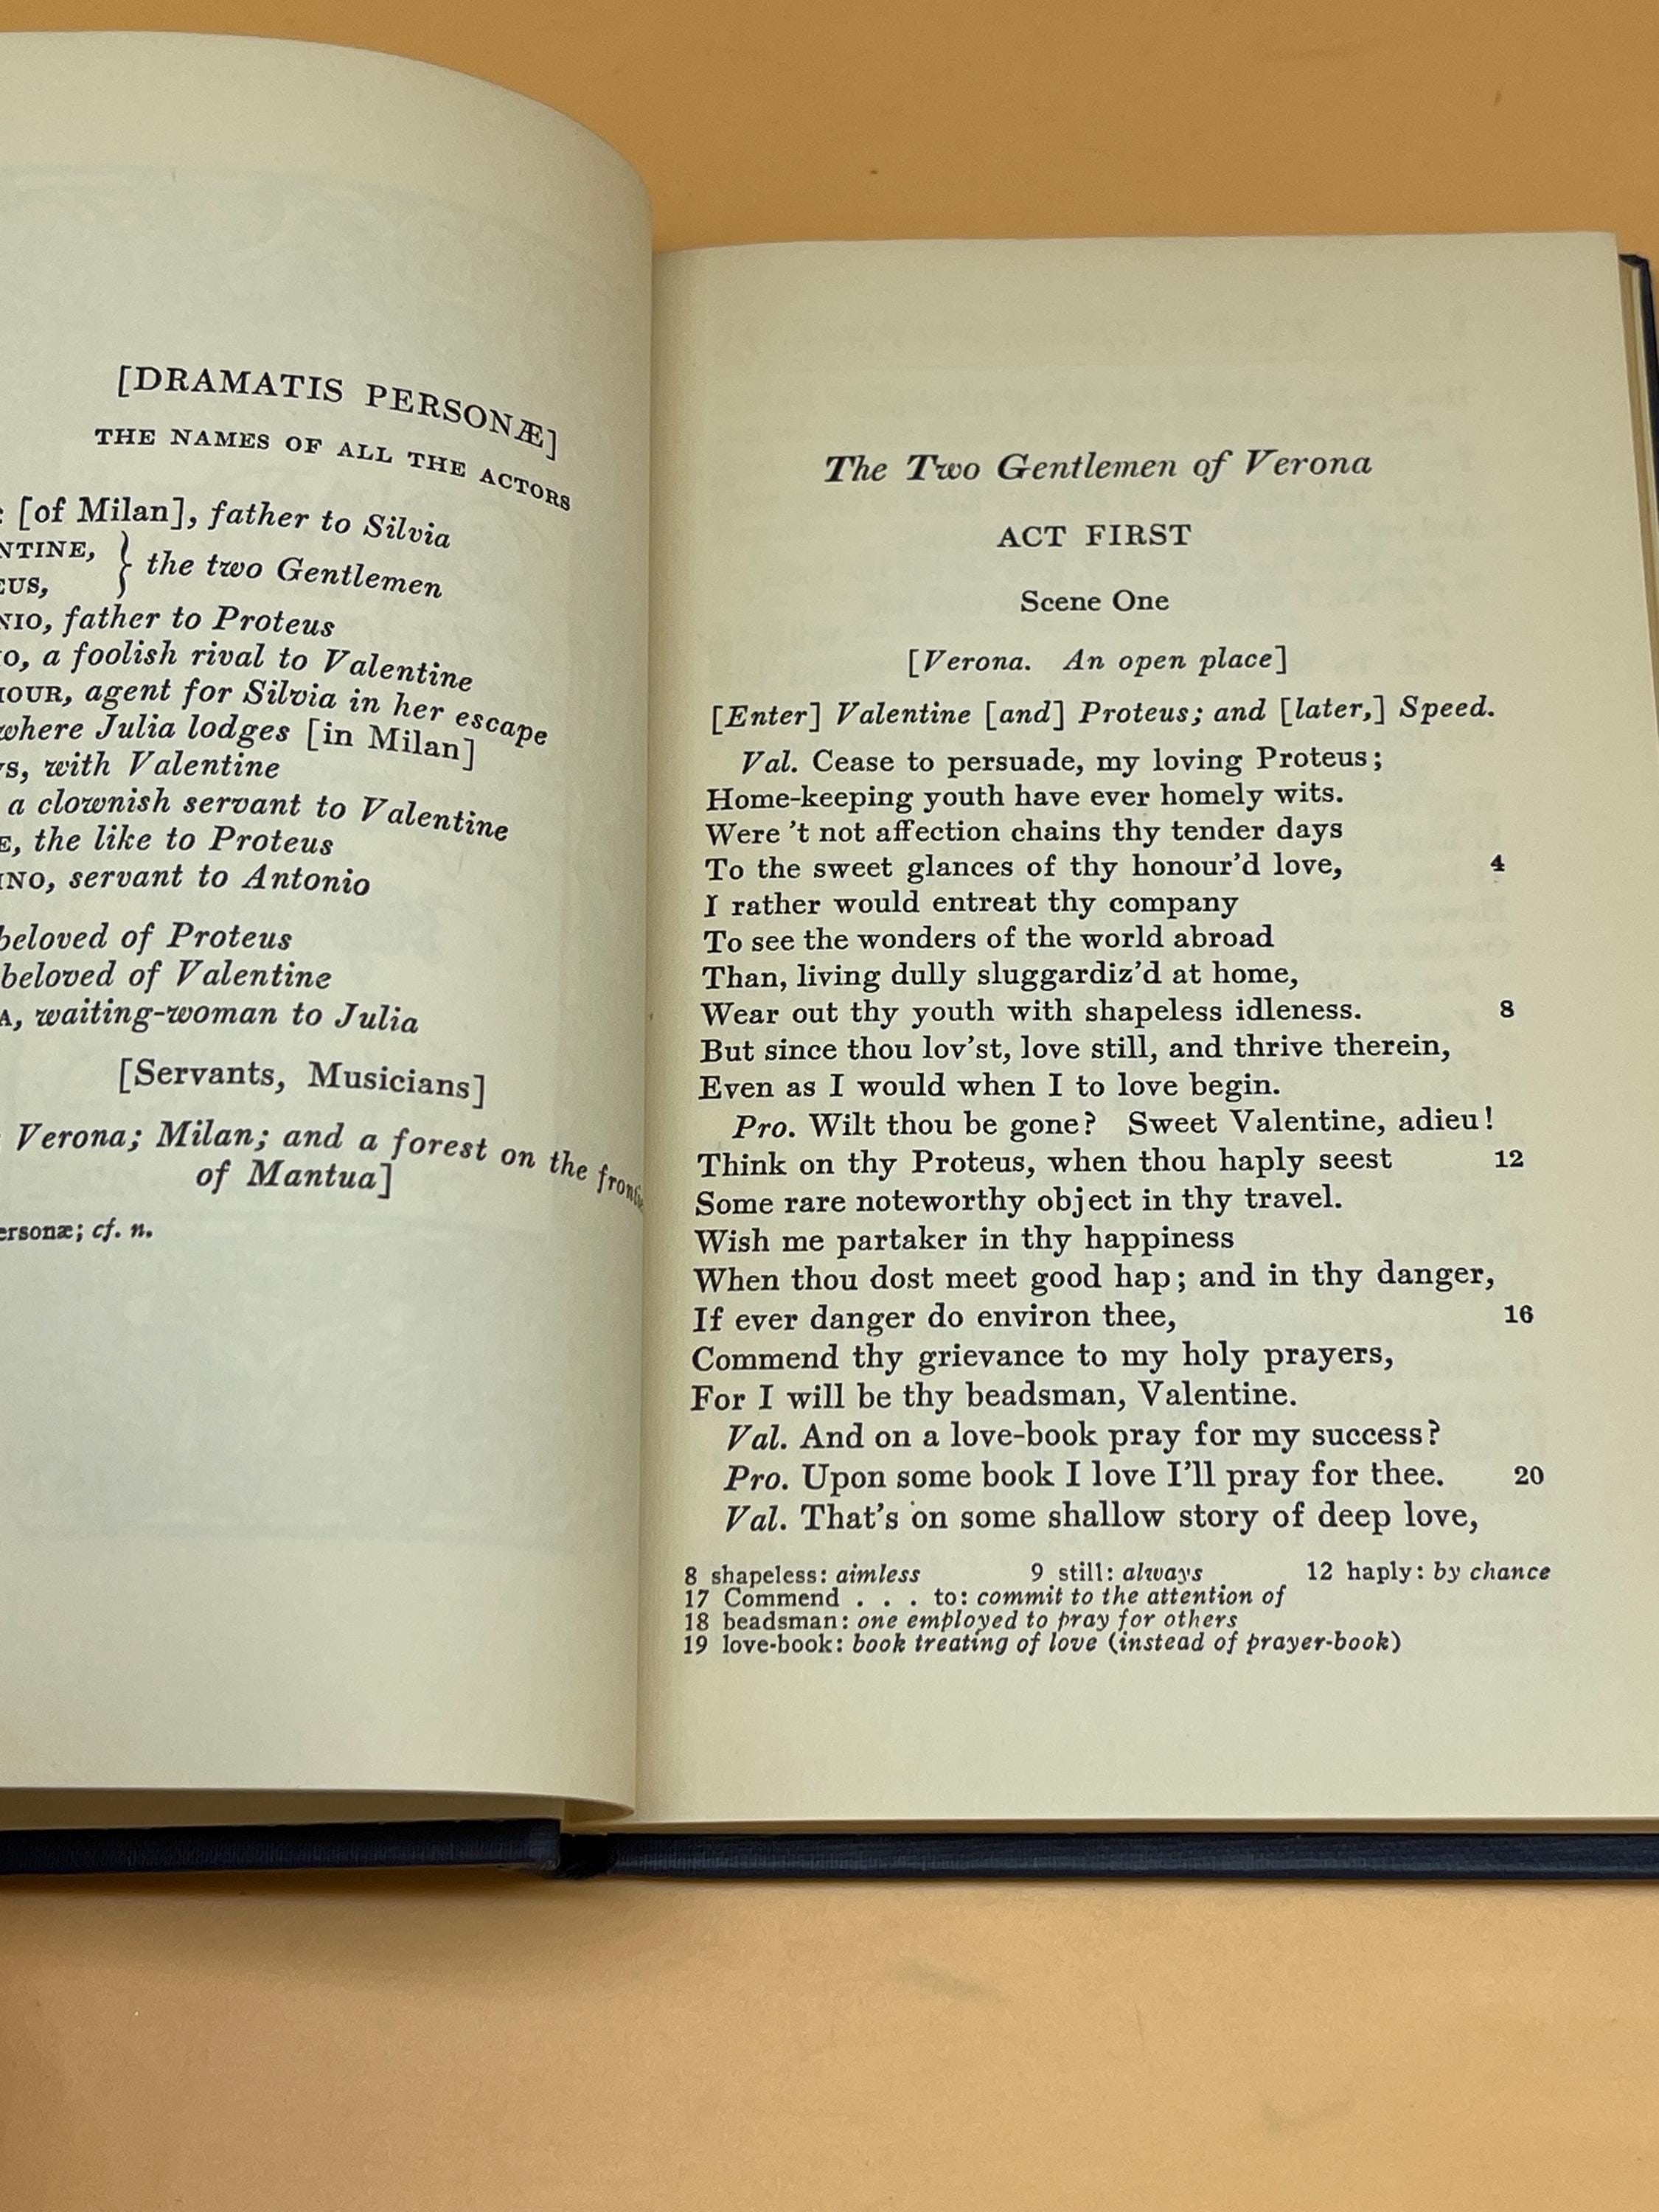 [DRAMATIS PERSONÆ]
THE NAMES OF ALL THE ACTORS
[of Milan], father to Silvia
the two Gentlemen
father to Proteus
a foolish rival to Valentine
agent for Silvia in her escape
where Julia lodges [in Milan]
with Valentine
a clownish servant to Valentine
the like to Proteus
servant to Antonio
beloved of Proteus
beloved of Valentine
waiting-woman to Julia
[Servants, Musicians]
Verona; Milan; and a forest on the
of Mantua]
cf. n.
The Two Gentlemen of Verona
ACT FIRST
Scene One
[Verona. An open place]
[Enter] Valentine [and] Proteus; and [later,] Speed.
Val. Cease to persuade, my loving Proteus;
Home-keeping youth have ever homely wits.
Were 't not affection chains thy tender days
To the sweet glances of thy honour'd love, 4
I rather would entreat thy company
To see the wonders of the world abroad
Than, living dully sluggardiz'd at home,
Wear out thy youth with shapeless idleness. 8
But since thou lov'st, love still, and thrive therein,
Even as I would when I to love begin.
Pro. Wilt thou be gone? Sweet Valentine, adieu!
Think on thy Proteus, when thou haply seest 12
Some rare noteworthy object in thy travel.
Wish me partaker in thy happiness
When thou dost meet good hap; and in thy danger,
If ever danger do environ thee, 16
Commend thy grievance to my holy prayers,
For I will be thy beadsman, Valentine.
Val. And on a love-book pray for my success?
Pro. Upon some book I love I'll pray for thee. 20
Val. That's on some shallow story of deep love,
8 shapeless: aimless 9 still: always 12 haply: by chance
17 Commend . . . to: commit to the attention of
18 beadsman: one employed to pray for others
19 love-book: book treating of love (instead of prayer-book)